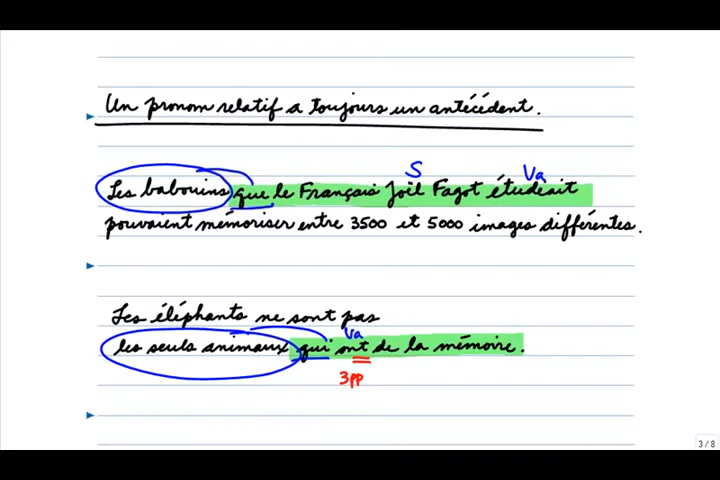 Un pronom relatif a toujours un antécédent.
S Va
Les babouins que le Français Joël Fagot étudiait
pouvaient mémoriser entre 3500 et 5000 images différentes.
Les éléphants ne sont pas
Va
les seuls animaux qui ont de la mémoire.
3pp
3/8